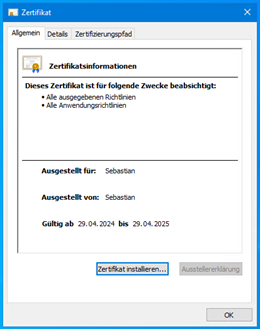 Zertifikat
Allgemein Details Zertifizierungspfad
Zertifikatsinformationen
Dieses Zertifikat ist für folgende Zwecke beabsichtigt:
• Alle ausgegebenen Richtlinien
• Alle Anwendungsrichtlinien
Ausgestellt für: Sebastian
Ausgestellt von: Sebastian
Gültig ab 29.04.2024 bis 29.04.2025
Zertifikat installieren... Ausstellererklärung
OK